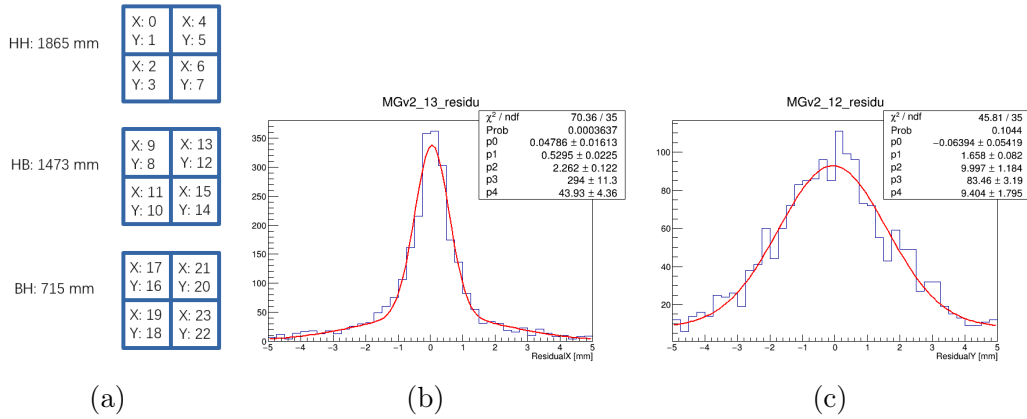 HH: 1865 mm
X: 0
Y: 1
X: 4
Y: 5
X: 2
Y: 3
X: 6
Y: 7
HB: 1473 mm
X: 9
Y: 8
X: 13
Y: 12
X: 11
Y: 10
X: 15
Y: 14
BH: 715 mm
X: 17
Y: 16
X: 21
Y: 20
X: 19
Y: 18
X: 23
Y: 22
(a)
MGv2_13_residu
χ² / ndf 70.36 / 35
Prob 0.0003637
p0 0.04786 ± 0.01613
p1 0.5295 ± 0.0225
p2 2.262 ± 0.122
p3 294 ± 11.3
p4 43.93 ± 4.36
350
300
250
200
150
100
50
0
−5 −4 −3 −2 −1 0 1 2 3 4 5
ResidualX [mm]
(b)
MGv2_12_residu
χ² / ndf 45.81 / 35
Prob 0.1044
p0 −0.06394 ± 0.05419
p1 1.658 ± 0.082
p2 9.997 ± 1.184
p3 83.46 ± 3.19
p4 9.404 ± 1.795
100
80
60
40
20
−5 −4 −3 −2 −1 0 1 2 3 4 5
ResidualY [mm]
(c)